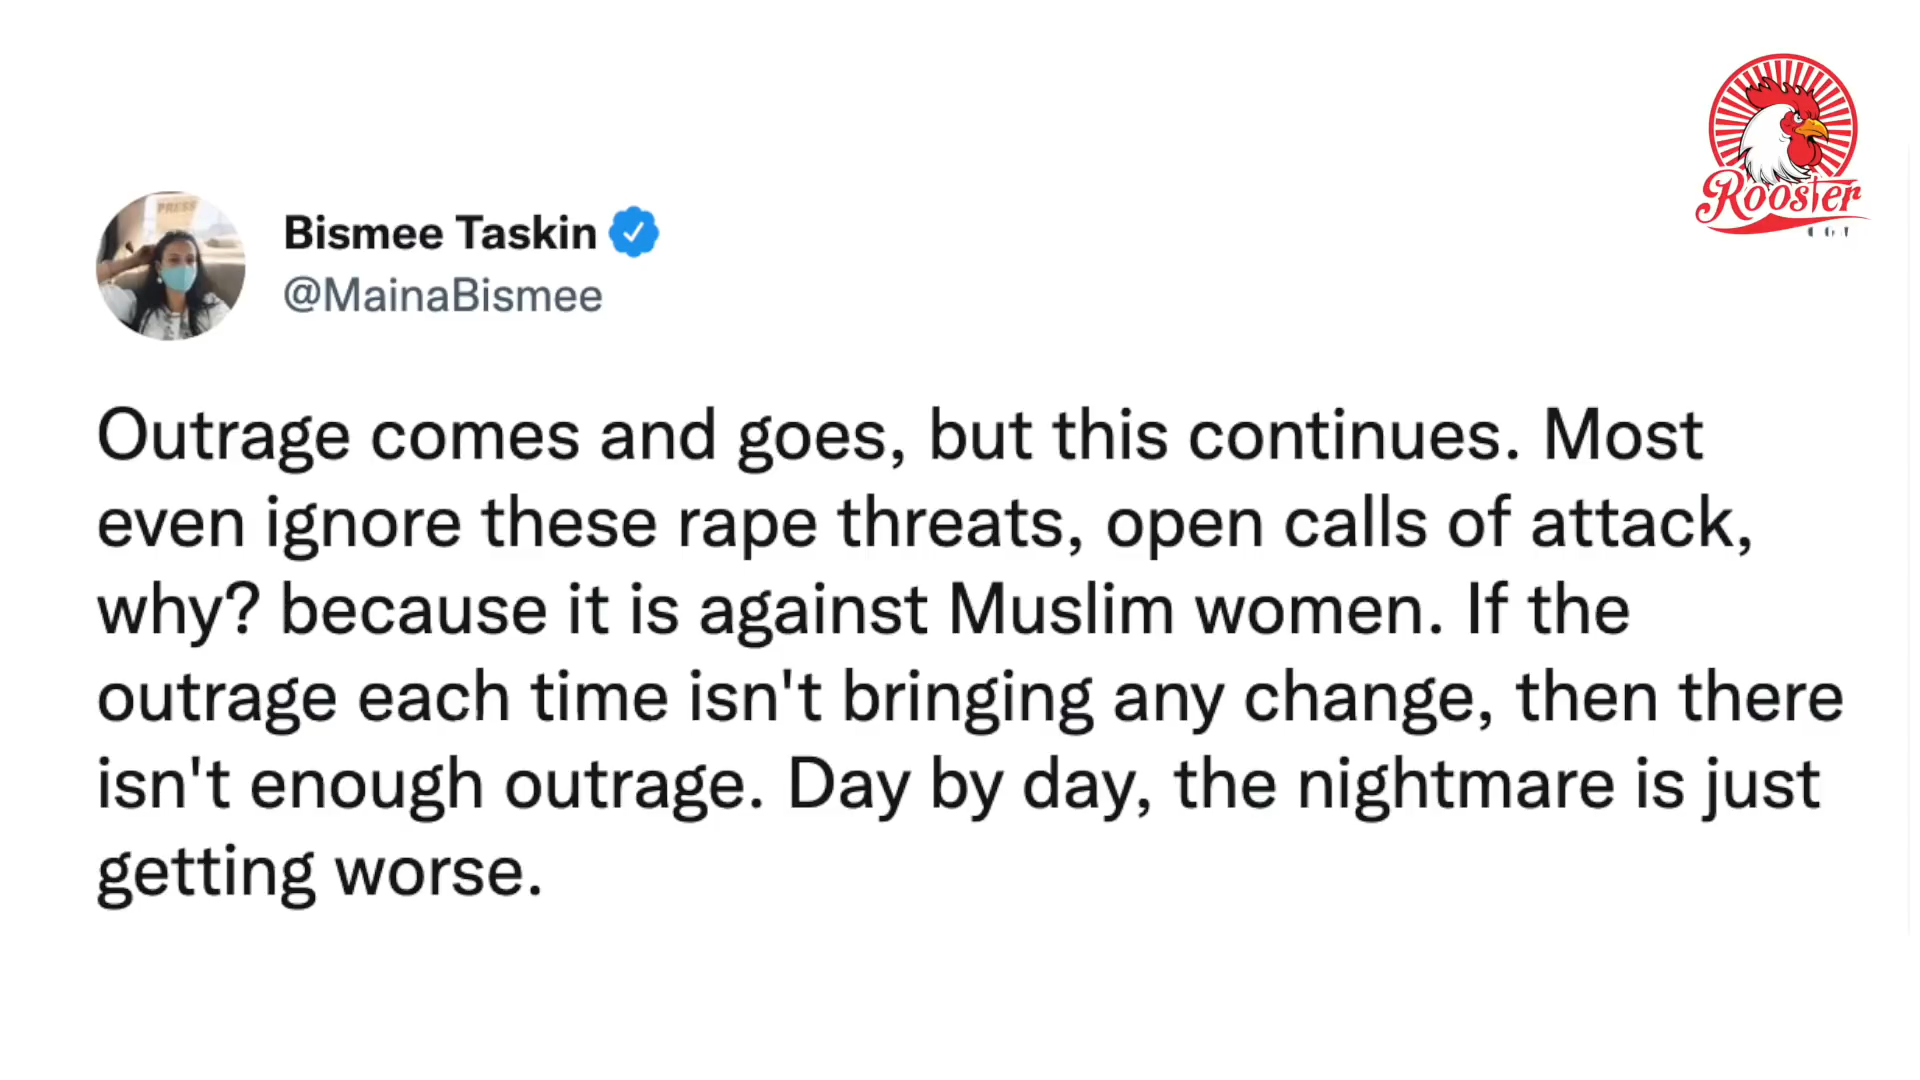 Rooster
PRESS
Bismee Taskin
@MainaBismee
Outrage comes and goes, but this continues. Most
even ignore these rape threats, open calls of attack,
why? because it is against Muslim women. If the
outrage each time isn't bringing any change, then there
isn't enough outrage. Day by day, the nightmare is just
getting worse.